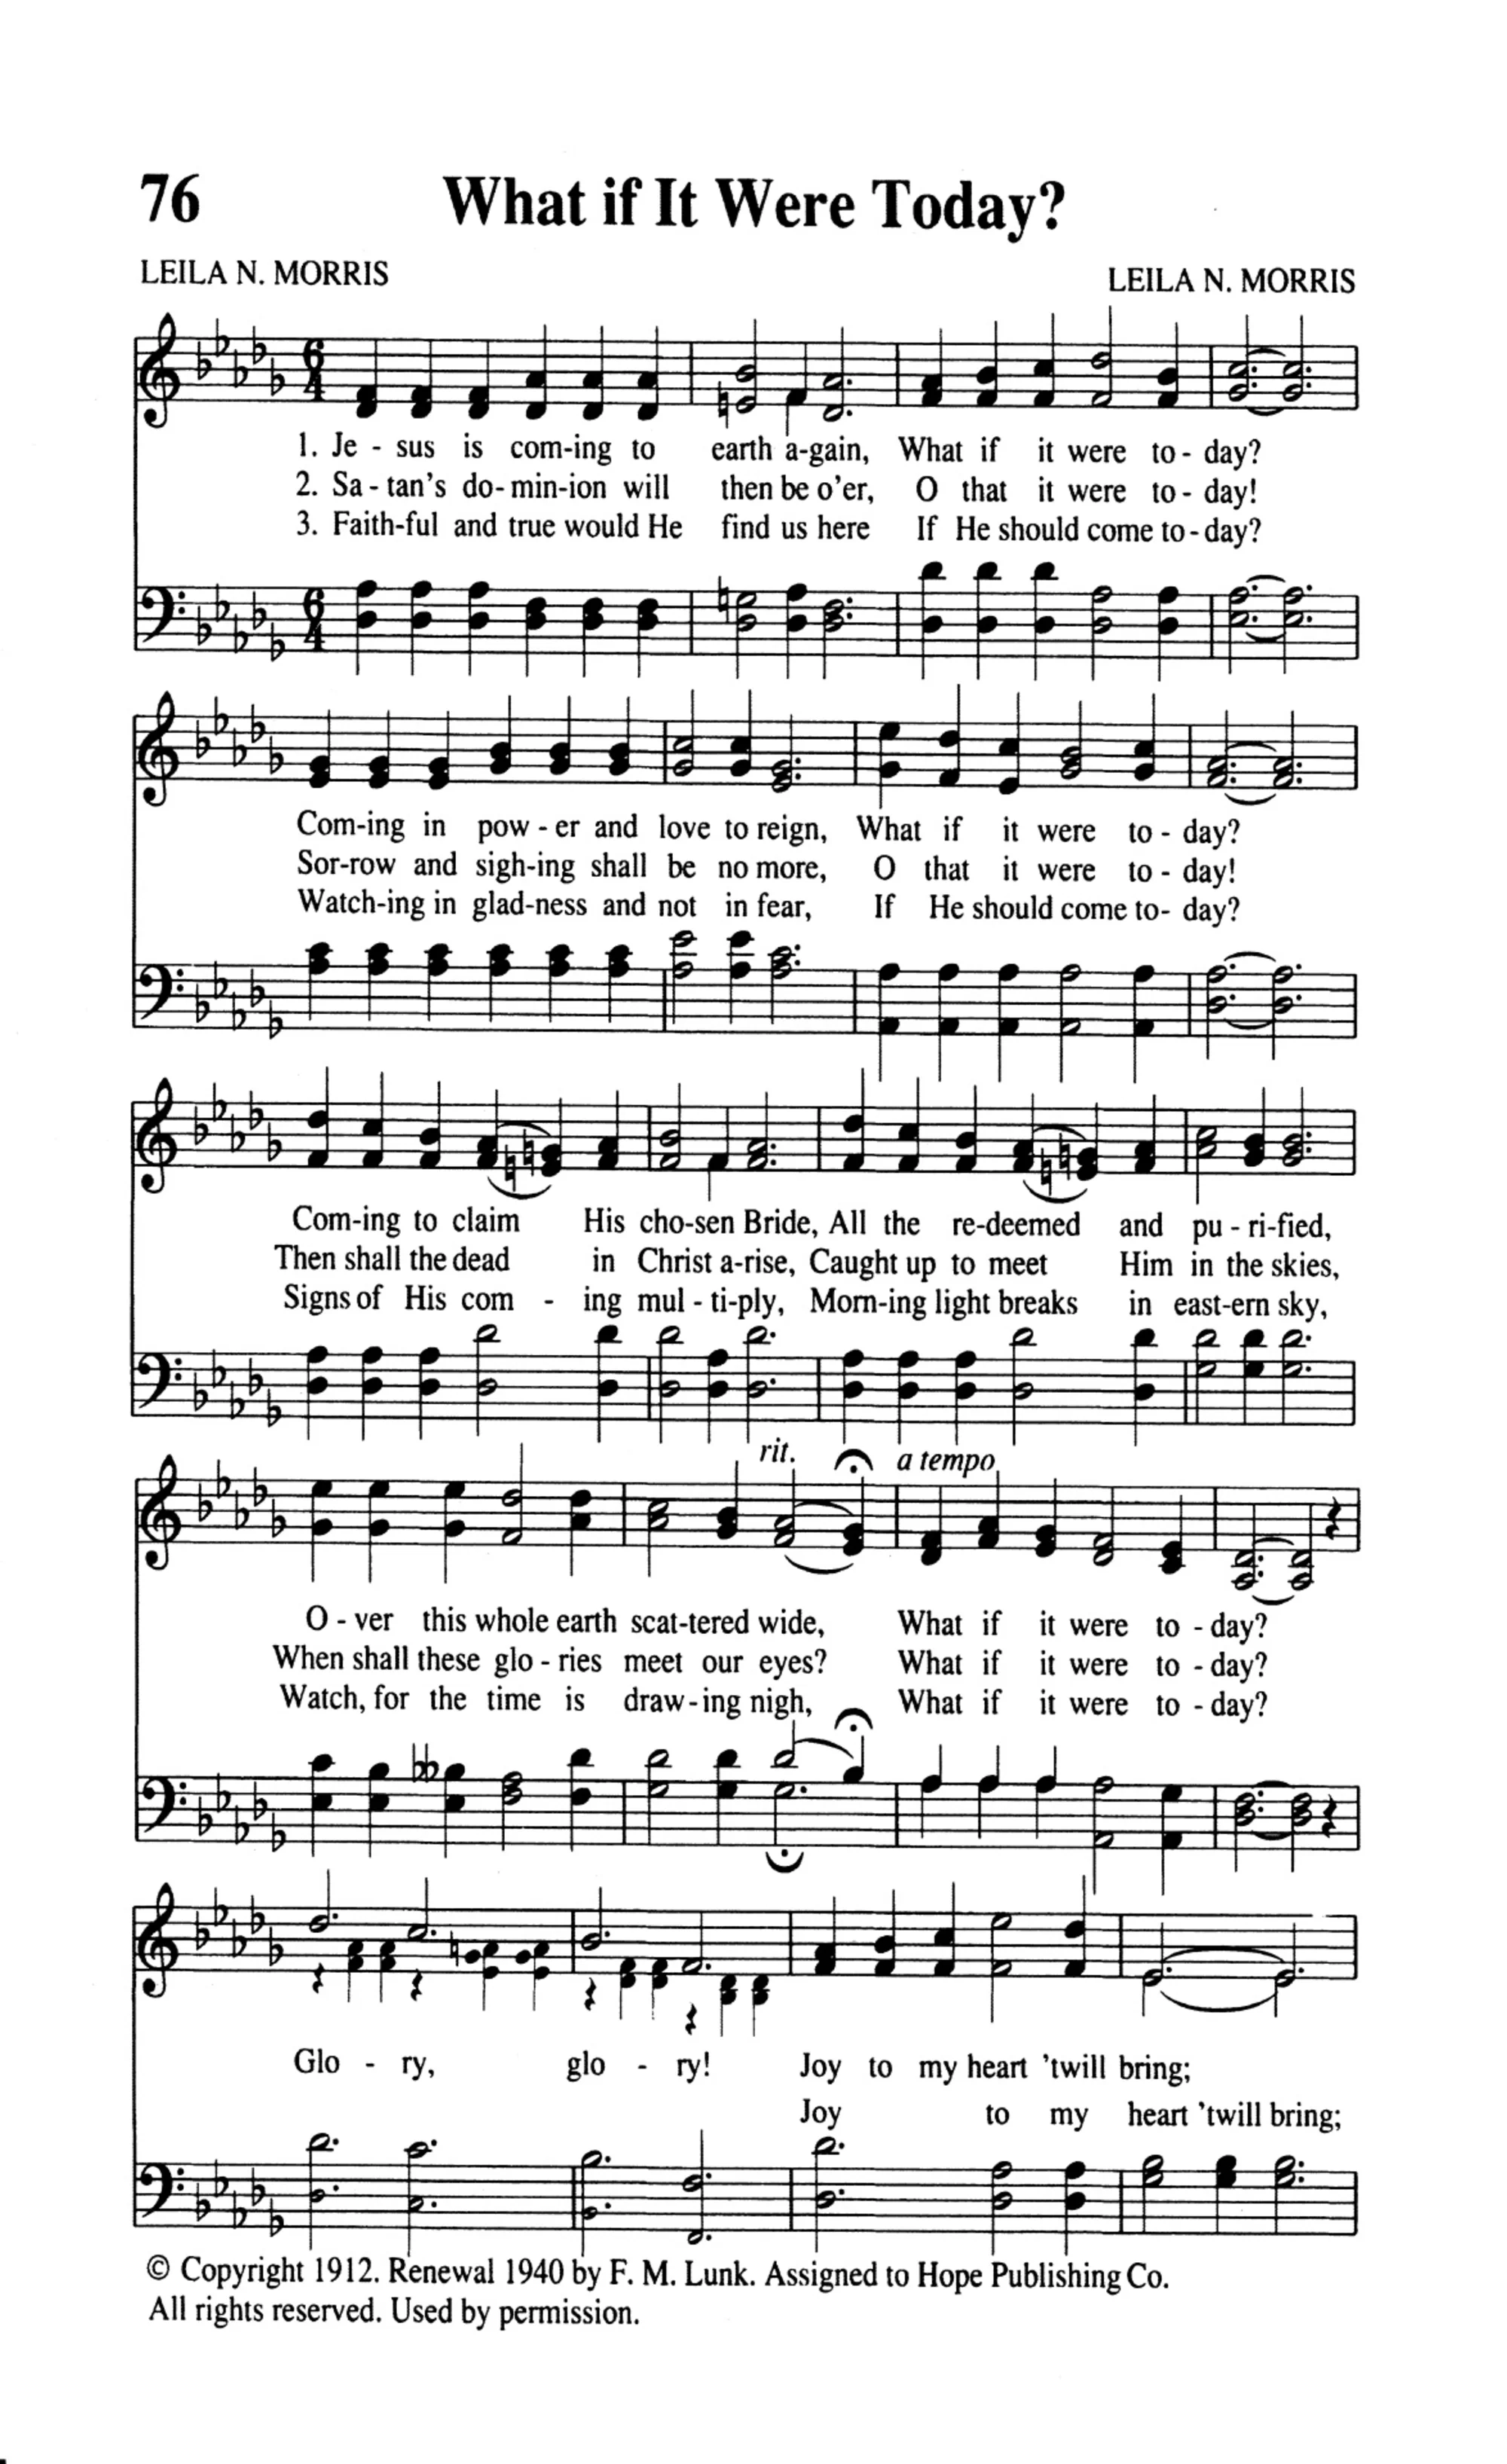 76 What if It Were Today?
LEILA N. MORRIS LEILA N. MORRIS
1. Je - sus is com-ing to earth a-gain, What if it were to - day?
2. Sa - tan's do-min-ion will then be o'er, O that it were to - day!
3. Faith-ful and true would He find us here If He should come to - day?
Com-ing in pow - er and love to reign, What if it were to - day?
Sor-row and sigh-ing shall be no more, O that it were to - day!
Watch-ing in glad-ness and not in fear, If He should come to- day?
Com-ing to claim His cho-sen Bride, All the re-deemed and pu - ri-fied,
Then shall the dead in Christ a-rise, Caught up to meet Him in the skies,
Signs of His com - ing mul - ti-ply, Morn-ing light breaks in east-ern sky,
rit. a tempo
O - ver this whole earth scat-tered wide, What if it were to - day?
When shall these glo - ries meet our eyes? What if it were to - day?
Watch, for the time is draw-ing nigh, What if it were to - day?
Glo - ry, glo - ry! Joy to my heart 'twill bring;
Joy to my heart 'twill bring;
© Copyright 1912. Renewal 1940 by F. M. Lunk. Assigned to Hope Publishing Co.
All rights reserved. Used by permission.